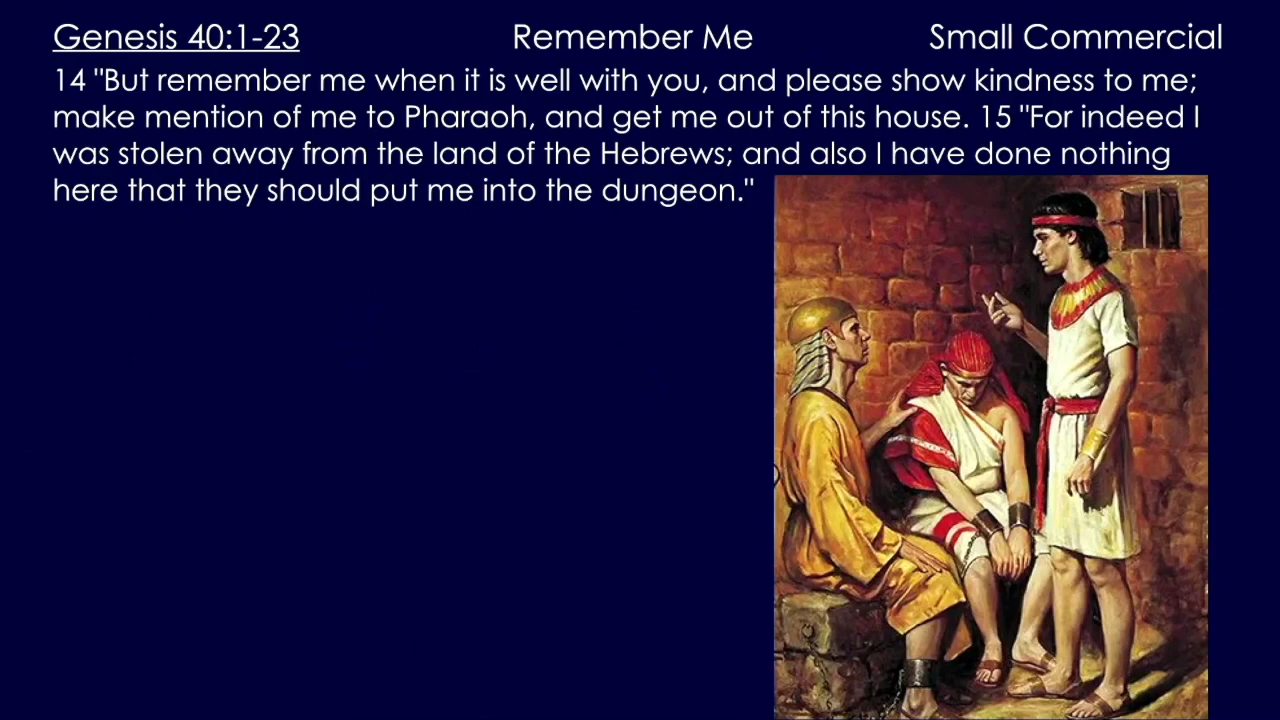 Genesis 40:1-23 Remember Me Small Commercial
14 "But remember me when it is well with you, and please show kindness to me;
make mention of me to Pharaoh, and get me out of this house. 15 "For indeed I
was stolen away from the land of the Hebrews; and also I have done nothing
here that they should put me into the dungeon."